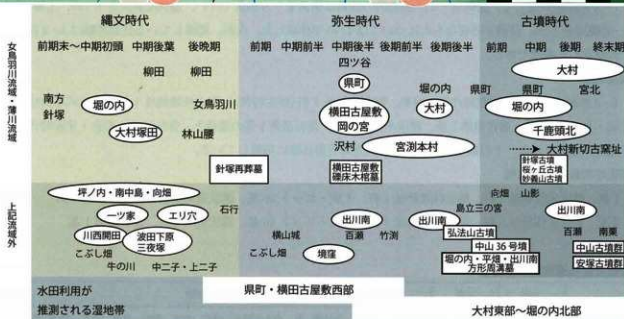 縄文時代
弥生時代
古墳時代
前期末～中期初頭 中期後葉 後晩期
前期 中期前半 中期後半 後期前半 後期後半
前期 中期 後期 終末期
女鳥羽川流域・薄川流域
柳田 柳田
四ツ谷
大村
南方
針塚
堀の内
女鳥羽川
県町
堀の内
県町 県町 宮北
大村塚田
林山腰
横田古屋敷
岡の宮
大村
堀の内
千鹿頭北
沢村
宮渕本村
大村新切古窯址
針塚再葬墓
横田古屋敷
礫床木棺墓
針塚古墳
桜ヶ丘古墳
妙義山古墳
上記流域外
坪ノ内・南中島・向畑
向畑 山影
一ツ家
エリ穴
石行
出川南
島立三の宮
出川南
川西開田
波田下原
三夜塚
横山城
百瀬 竹渕
出川南
弘法山古墳
百瀬 南栗
こぶし畑
こぶし畑
境窪
中山36号墳
中山古墳群
牛の川 中二子・上二子
堀の内・平畑・出川南
方形周溝墓
安塚古墳群
水田利用が
推測される湿地帯
県町・横田古屋敷西部
大村東部～堀の内北部